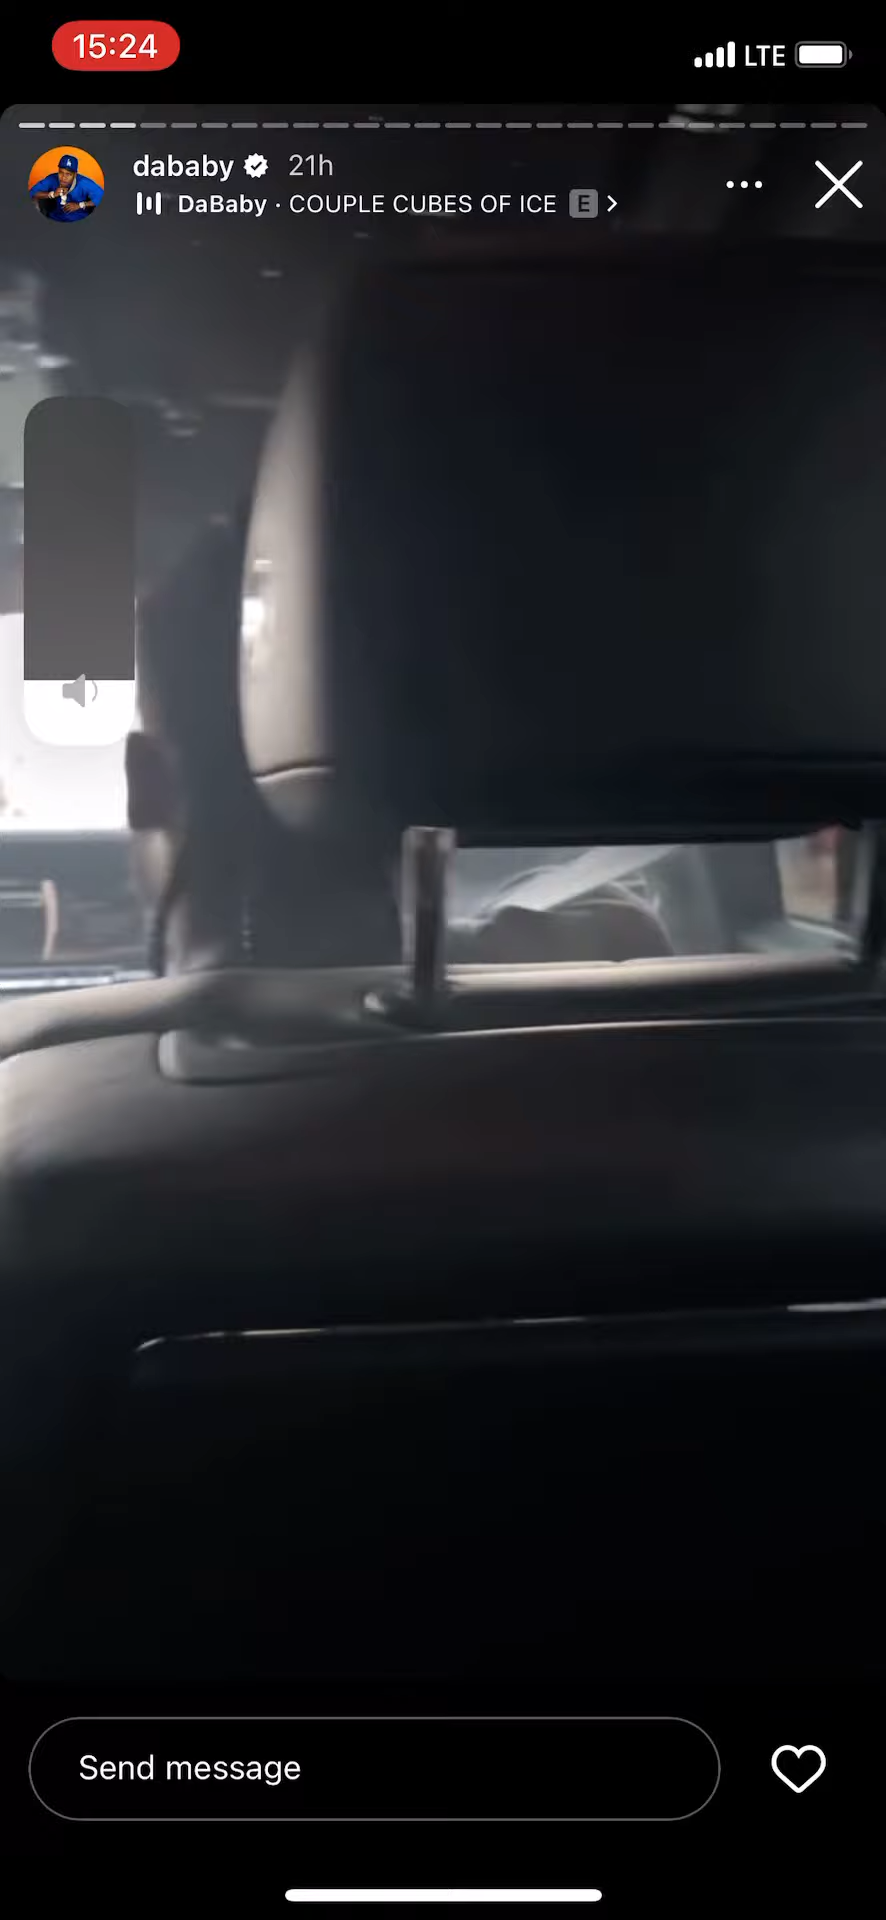 15:24
LTE
dababy 21h
DaBaby · COUPLE CUBES OF ICE E
Send message